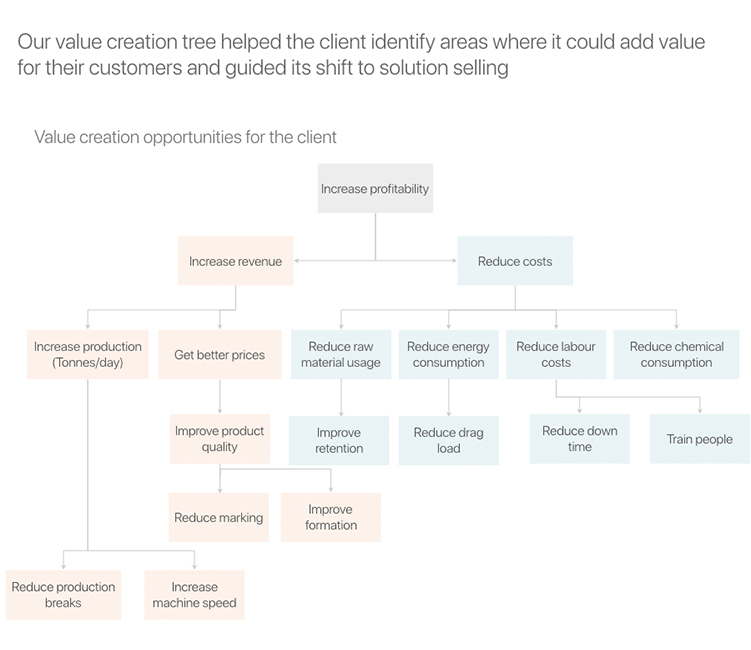 Our value creation tree helped the client identify areas where it could add value
for their customers and guided its shift to solution selling
Value creation opportunities for the client
Increase profitability
Increase revenue
Reduce costs
Increase production
(Tonnes/day)
Get better prices
Reduce raw
material usage
Reduce energy
consumption
Reduce labour
costs
Reduce chemical
consumption
Improve product
quality
Improve
retention
Reduce drag
load
Reduce down
time
Train people
Reduce marking
Improve
formation
Reduce production
breaks
Increase
machine speed